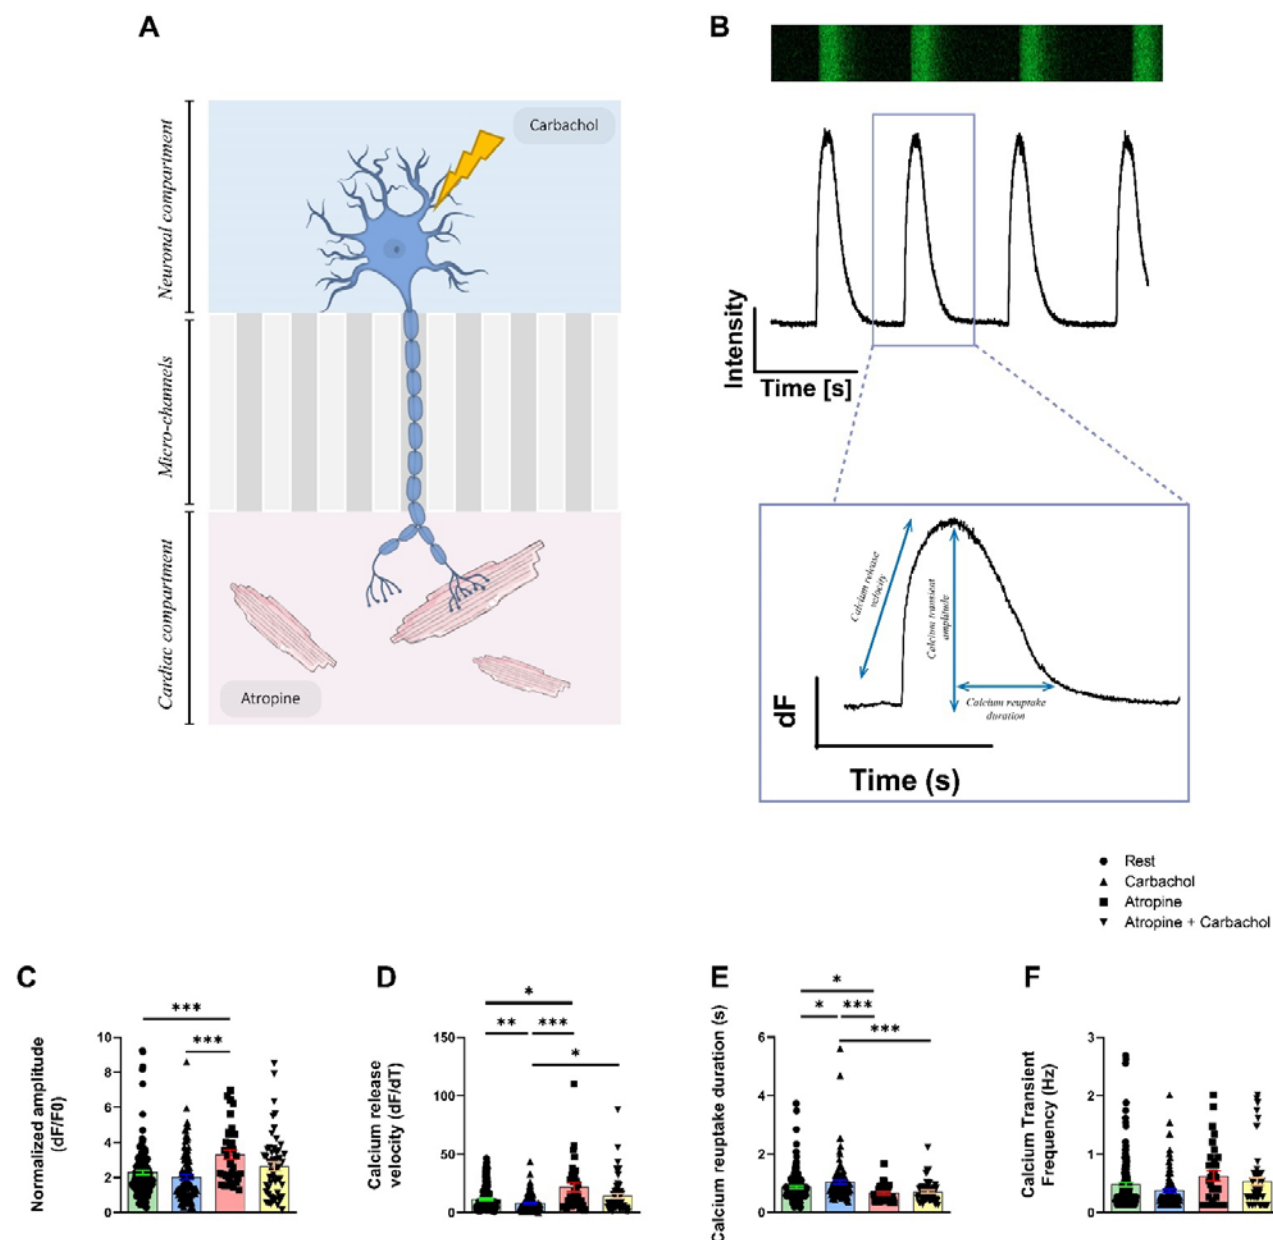 A
Neuronal compartment
Micro-channels
Cardiac compartment
Carbachol
Atropine
B
Intensity
Time [s]
Calcium release
velocity
Calcium transient
amplitude
Calcium reuptake
duration
dF
Time (s)
Rest
Carbachol
Atropine
Atropine + Carbachol
C
Normalized amplitude
(dF/F0)
10
8
6
4
2
0
***
***
D
Calcium release
velocity (dF/dT)
150
100
50
0
*
**
***
*
E
Calcium reuptake duration (s)
6
4
2
0
*
*
***
***
F
Calcium Transient
Frequency (Hz)
3
2
1
0